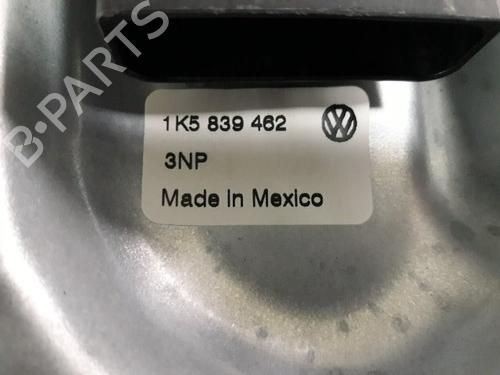 B-PARTS
1K5 839 462
3NP
Made in Mexico